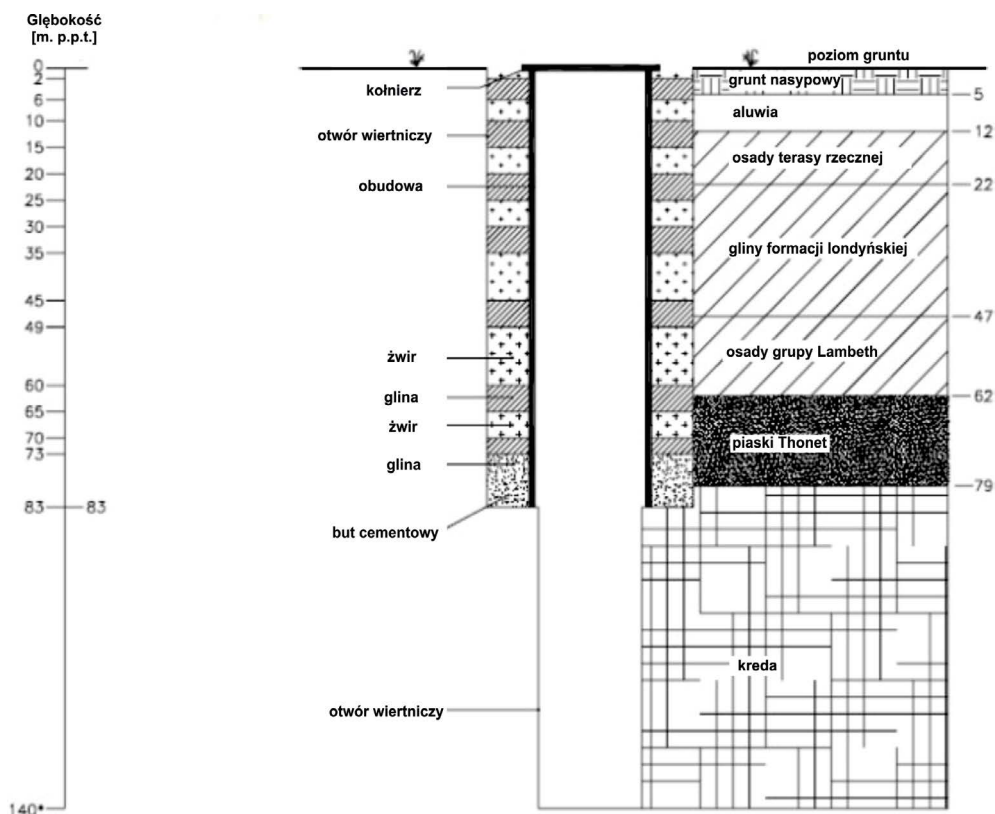 Głębokość
[m. p.p.t.]
0
2
6
10
15
20
25
30
35
45
49
60
65
70
73
83
83
140*
kołnierz
otwór wiertniczy
obudowa
żwir
glina
żwir
glina
but cementowy
otwór wiertniczy
poziom gruntu
grunt nasypowy
5
aluwia
12
osady terasy rzecznej
22
gliny formacji londyńskiej
47
osady grupy Lambeth
62
piaski Thonet
79
kreda